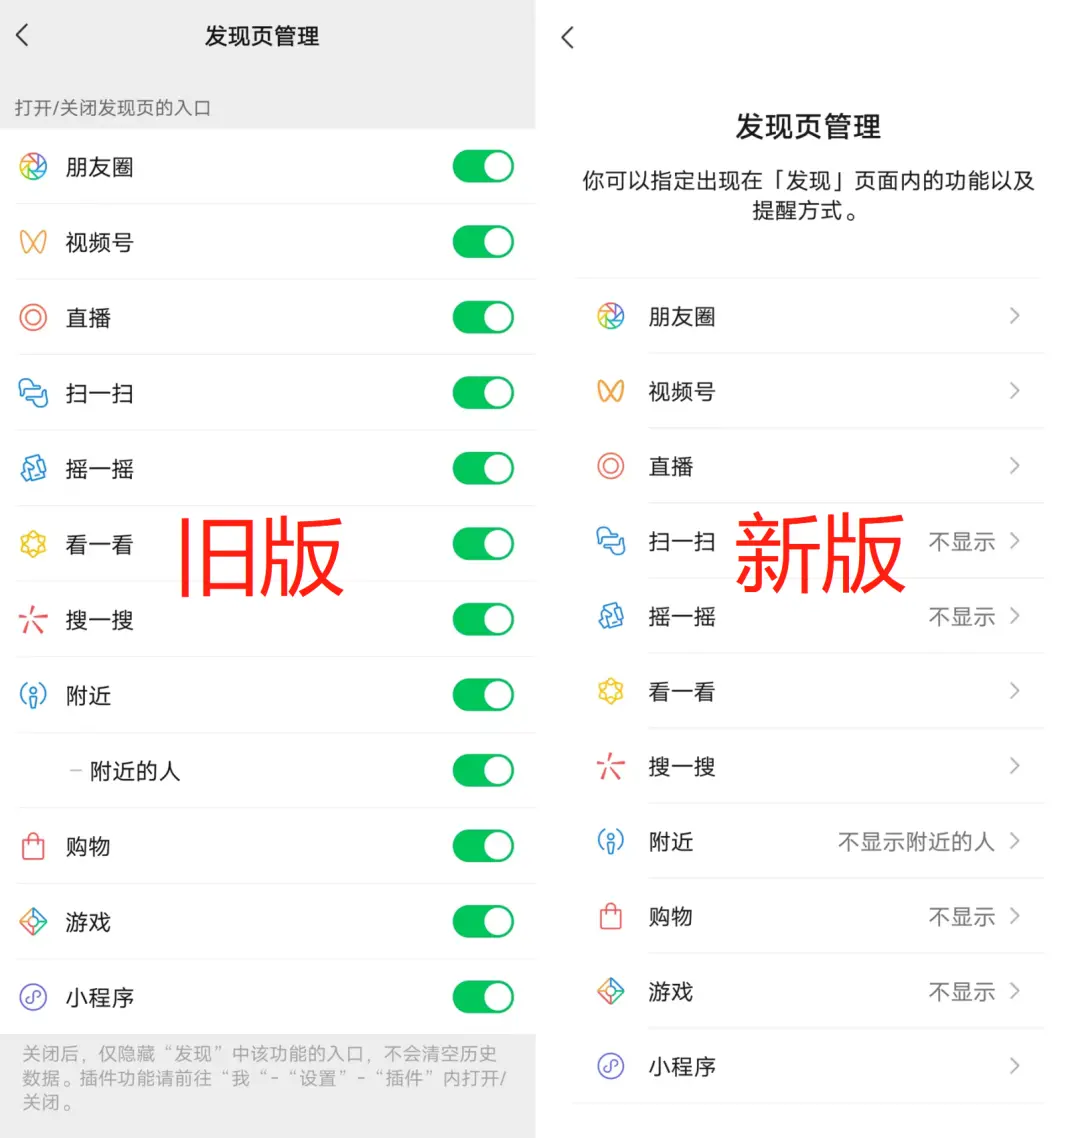 发现页管理
打开/关闭发现页的入口
朋友圈
视频号
直播
扫一扫
摇一摇
看一看
搜一搜
附近
附近的人
购物
游戏
小程序
关闭后，仅隐藏“发现”中该功能的入口，不会清空历史
数据。插件功能请前往“我“-“设置”-“插件”内打开/
关闭。
旧版
发现页管理
你可以指定出现在「发现」页面内的功能以及
提醒方式。
朋友圈
视频号
直播
扫一扫 不显示
摇一摇 不显示
看一看
搜一搜
附近 不显示附近的人
购物 不显示
游戏 不显示
小程序
新版